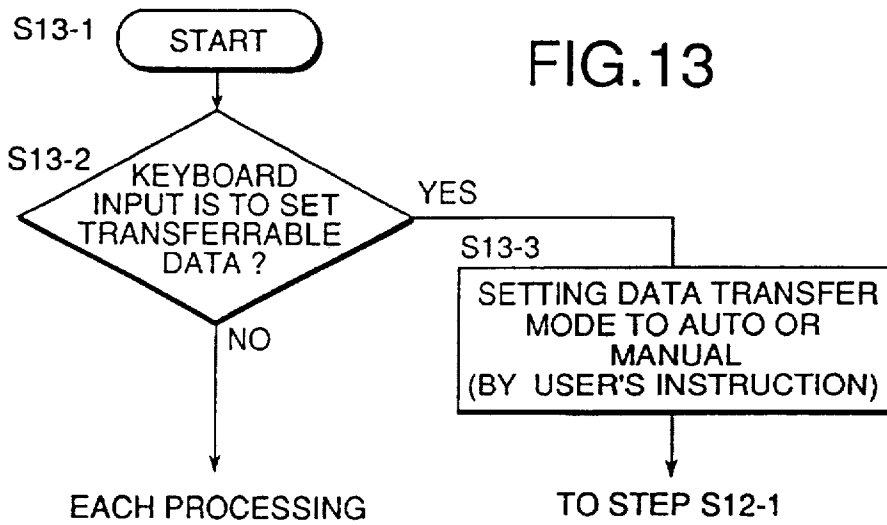 S13-1
START
FIG.13
S13-2
KEYBOARD
INPUT IS TO SET
TRANSFERRABLE
DATA ?
YES
NO
S13-3
SETTING DATA TRANSFER
MODE TO AUTO OR
MANUAL
(BY USER'S INSTRUCTION)
EACH PROCESSING
TO STEP S12-1